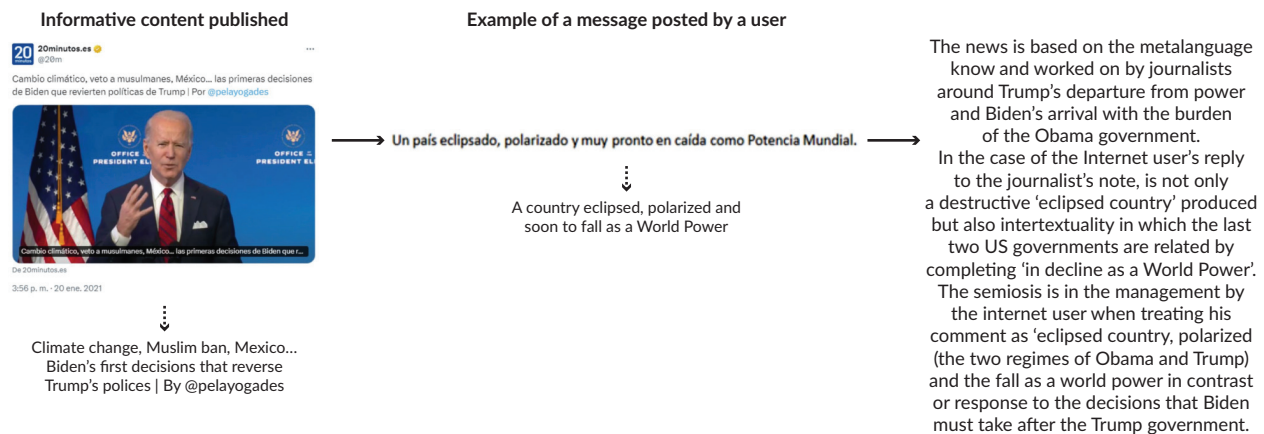 Informative content published
Example of a message posted by a user
20
minutos
20minutos.es
@20m
...
Cambio climático, veto a musulmanes, México... las primeras decisiones
de Biden que revierten políticas de Trump | Por @pelayogades
OFFICE
PRESIDENT EL
OFFICE
PRESIDENT EL
Cambio climático, veto a musulmanes, México... las primeras decisiones de Biden que r...
De 20minutos.es
3:56 p. m. · 20 ene. 2021
Climate change, Muslim ban, Mexico...
Biden's first decisions that reverse
Trump's polices | By @pelayogades
Un país eclipsado, polarizado y muy pronto en caída como Potencia Mundial.
A country eclipsed, polarized and
soon to fall as a World Power
The news is based on the metalanguage
know and worked on by journalists
around Trump's departure from power
and Biden's arrival with the burden
of the Obama government.
In the case of the Internet user's reply
to the journalist's note, is not only
a destructive 'eclipsed country' produced
but also intertextuality in which the last
two US governments are related by
completing 'in decline as a World Power'.
The semiosis is in the management by
the internet user when treating his
comment as 'eclipsed country, polarized
(the two regimes of Obama and Trump)
and the fall as a world power in contrast
or response to the decisions that Biden
must take after the Trump government.